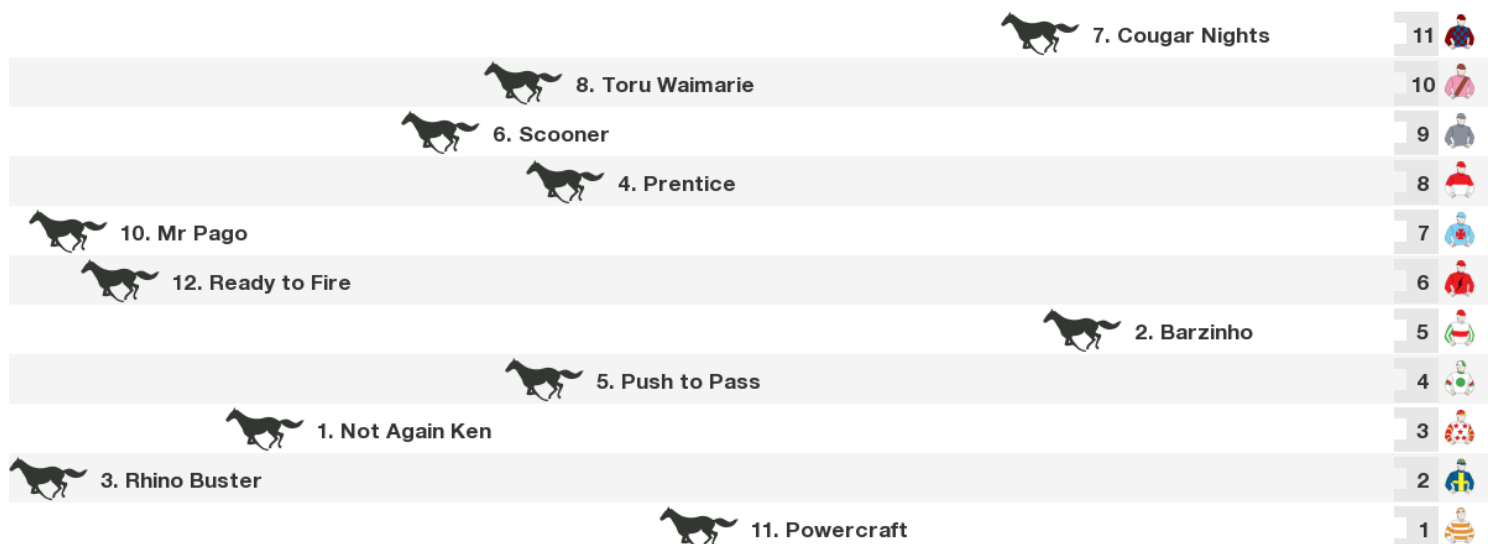 7. Cougar Nights 11
8. Toru Waimarie 10
6. Scooner 9
4. Prentice 8
10. Mr Pago 7
12. Ready to Fire 6
2. Barzinho 5
5. Push to Pass 4
1. Not Again Ken 3
3. Rhino Buster 2
11. Powercraft 1